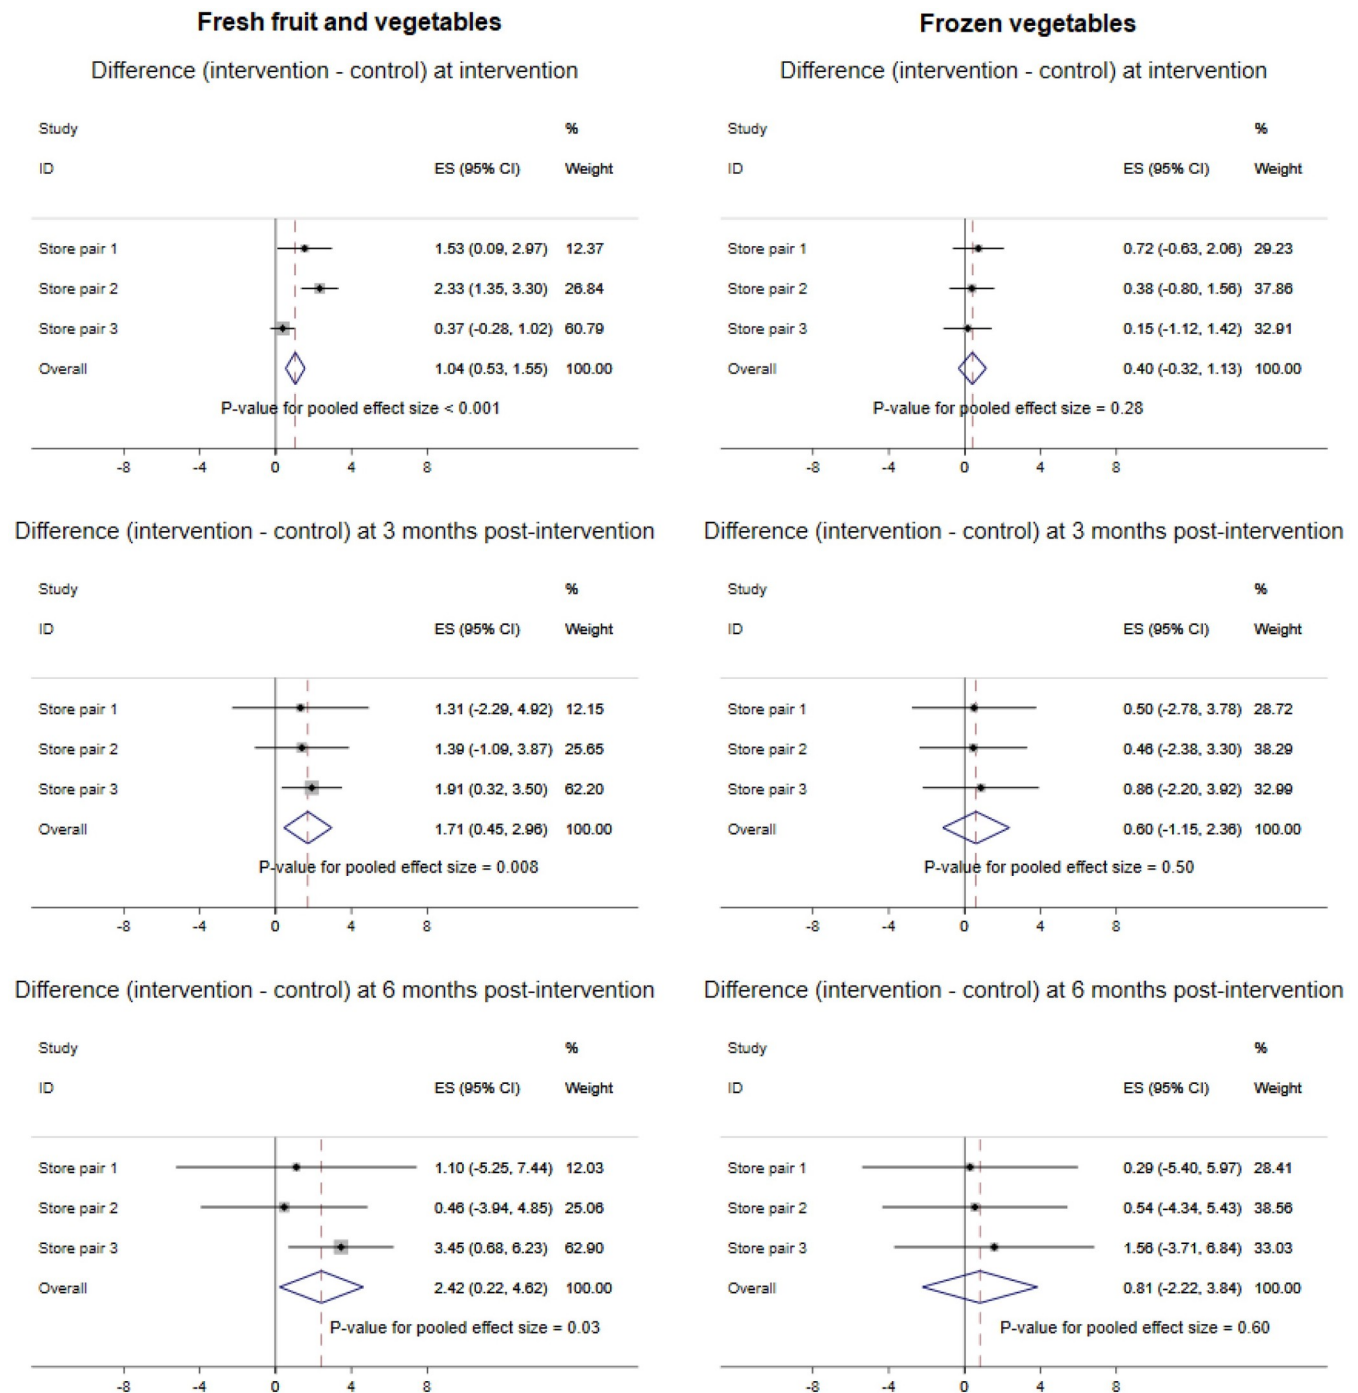 Fresh fruit and vegetables
Difference (intervention - control) at intervention
Study %
ID ES (95% CI) Weight
Store pair 1 1.53 (0.09, 2.97) 12.37
Store pair 2 2.33 (1.35, 3.30) 26.84
Store pair 3 0.37 (-0.28, 1.02) 60.79
Overall 1.04 (0.53, 1.55) 100.00
P-value for pooled effect size < 0.001
-8 -4 0 4 8
Difference (intervention - control) at 3 months post-intervention
Study %
ID ES (95% CI) Weight
Store pair 1 1.31 (-2.29, 4.92) 12.15
Store pair 2 1.39 (-1.09, 3.87) 25.65
Store pair 3 1.91 (0.32, 3.50) 62.20
Overall 1.71 (0.45, 2.96) 100.00
P-value for pooled effect size = 0.008
-8 -4 0 4 8
Difference (intervention - control) at 6 months post-intervention
Study %
ID ES (95% CI) Weight
Store pair 1 1.10 (-5.25, 7.44) 12.03
Store pair 2 0.46 (-3.94, 4.85) 25.06
Store pair 3 3.45 (0.68, 6.23) 62.90
Overall 2.42 (0.22, 4.62) 100.00
P-value for pooled effect size = 0.03
-8 -4 0 4 8
Frozen vegetables
Difference (intervention - control) at intervention
Study %
ID ES (95% CI) Weight
Store pair 1 0.72 (-0.63, 2.06) 29.23
Store pair 2 0.38 (-0.80, 1.56) 37.86
Store pair 3 0.15 (-1.12, 1.42) 32.91
Overall 0.40 (-0.32, 1.13) 100.00
P-value for pooled effect size = 0.28
-8 -4 0 4 8
Difference (intervention - control) at 3 months post-intervention
Study %
ID ES (95% CI) Weight
Store pair 1 0.50 (-2.78, 3.78) 28.72
Store pair 2 0.46 (-2.38, 3.30) 38.29
Store pair 3 0.86 (-2.20, 3.92) 32.99
Overall 0.60 (-1.15, 2.36) 100.00
P-value for pooled effect size = 0.50
-8 -4 0 4 8
Difference (intervention - control) at 6 months post-intervention
Study %
ID ES (95% CI) Weight
Store pair 1 0.29 (-5.40, 5.97) 28.41
Store pair 2 0.54 (-4.34, 5.43) 38.56
Store pair 3 1.56 (-3.71, 6.84) 33.03
Overall 0.81 (-2.22, 3.84) 100.00
P-value for pooled effect size = 0.60
-8 -4 0 4 8